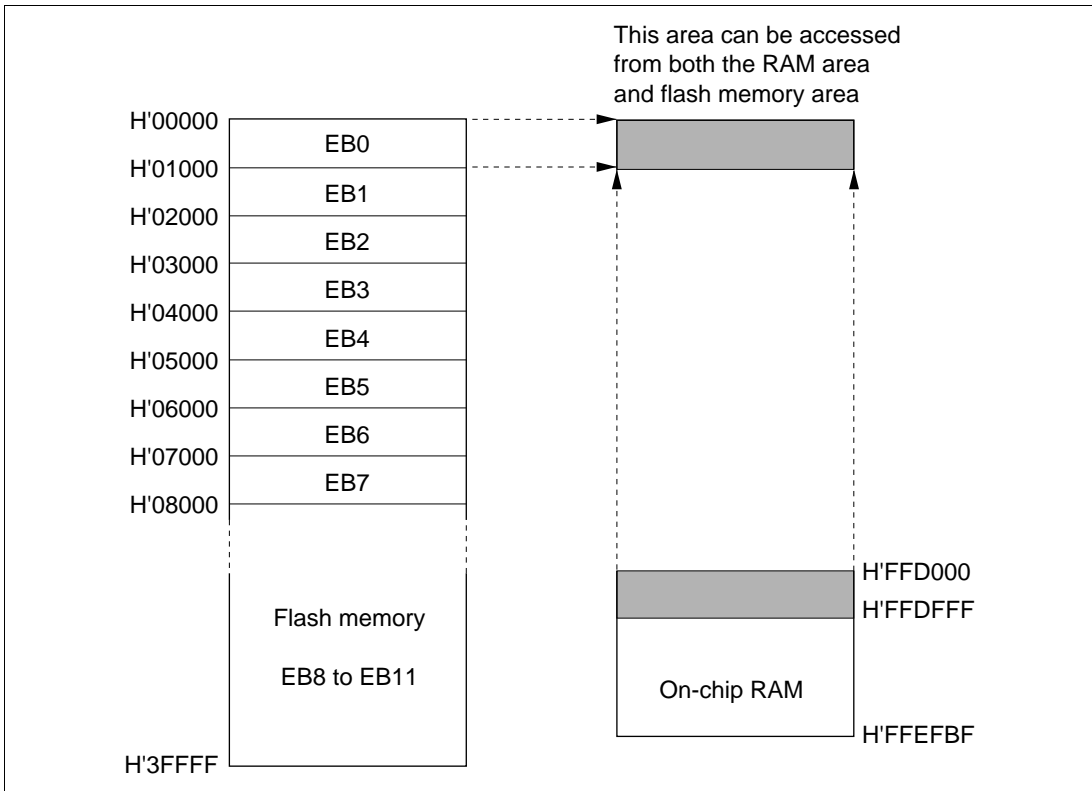 This area can be accessed
from both the RAM area
and flash memory area
H'00000
EB0
H'01000
EB1
H'02000
EB2
H'03000
EB3
H'04000
EB4
H'05000
EB5
H'06000
EB6
H'07000
EB7
H'08000
Flash memory
EB8 to EB11
H'3FFFF
H'FFD000
H'FFDFFF
On-chip RAM
H'FFEFBF